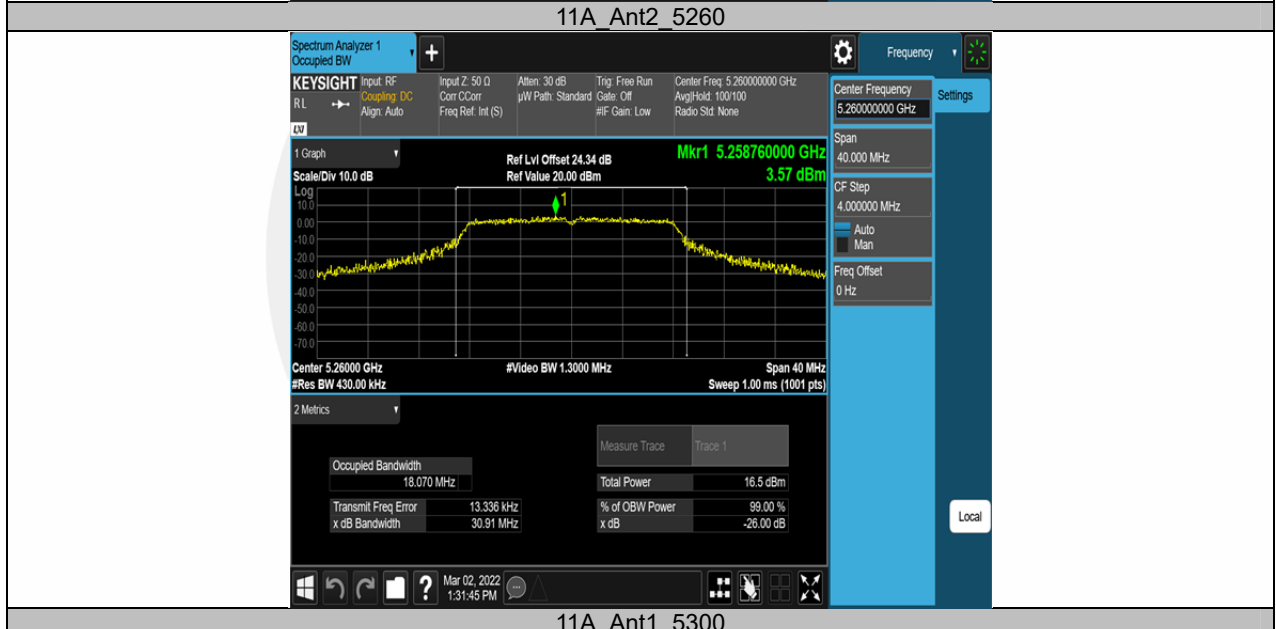 11A_Ant2_5260
Spectrum Analyzer 1
Occupied BW
+
Frequency
KEYSIGHT
RL
LXI
Input: RF
Coupling: DC
Align: Auto
Input Z: 50 Ω
Corr CCorr
Freq Ref: Int (S)
Atten: 30 dB
µW Path: Standard
Trig: Free Run
Gate: Off
#IF Gain: Low
Center Freq: 5.260000000 GHz
Avg|Hold: 100/100
Radio Std: None
Center Frequency
5.260000000 GHz
Settings
Span
40.000 MHz
CF Step
4.000000 MHz
Auto
Man
Freq Offset
0 Hz
Local
1 Graph
Scale/Div 10.0 dB
Ref Lvl Offset 24.34 dB
Ref Value 20.00 dBm
Mkr1 5.258760000 GHz
3.57 dBm
Log
10.0
0.00
-10.0
-20.0
-30.0
-40.0
-50.0
-60.0
-70.0
1
Center 5.26000 GHz
#Video BW 1.3000 MHz
Span 40 MHz
#Res BW 430.00 kHz
Sweep 1.00 ms (1001 pts)
2 Metrics
Measure Trace Trace 1
Occupied Bandwidth
18.070 MHz
Total Power 16.5 dBm
Transmit Freq Error 13.336 kHz
% of OBW Power 99.00 %
x dB Bandwidth 30.91 MHz
x dB -26.00 dB
?
Mar 02, 2022
1:31:45 PM
11A_Ant1_5300